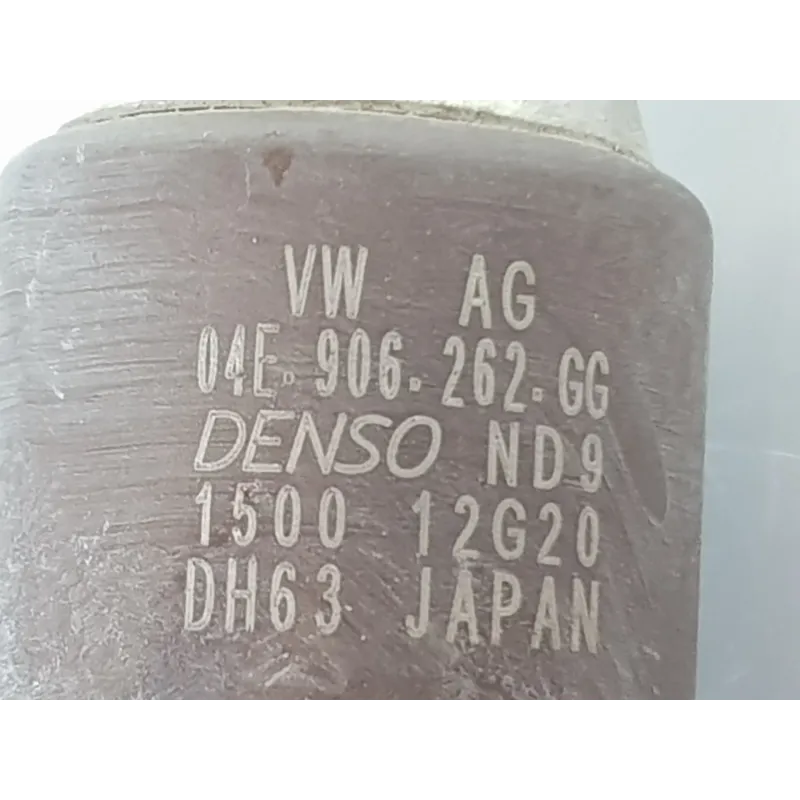 VW AG
04E.906.262.GG
DENSO ND9
1500 12G20
DH63 JAPAN